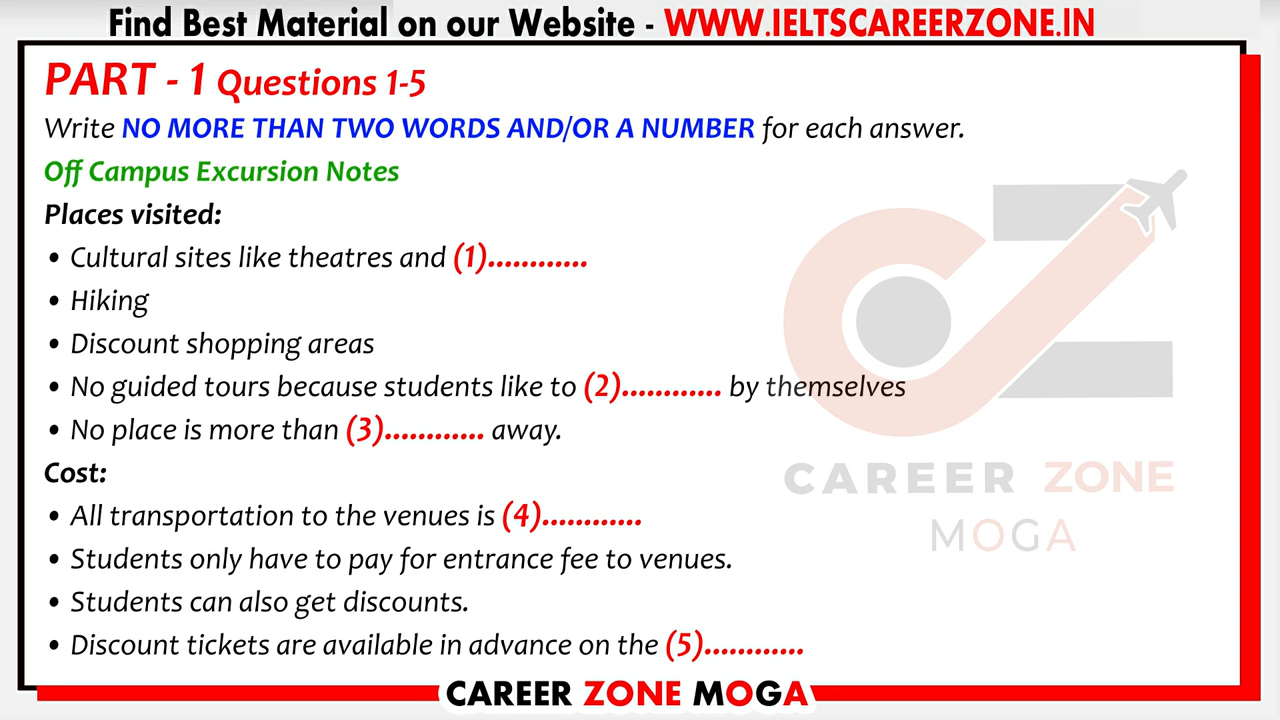 Find Best Material on our Website - WWW.IELTSCAREERZONE.IN
PART - 1 Questions 1-5
Write NO MORE THAN TWO WORDS AND/OR A NUMBER for each answer.
Off Campus Excursion Notes
Places visited:
• Cultural sites like theatres and (1)............
• Hiking
• Discount shopping areas
• No guided tours because students like to (2)............ by themselves
• No place is more than (3)............ away.
Cost:
• All transportation to the venues is (4)............
• Students only have to pay for entrance fee to venues.
• Students can also get discounts.
• Discount tickets are available in advance on the (5)............
CAREER ZONE
MOGA
CAREER ZONE MOGA